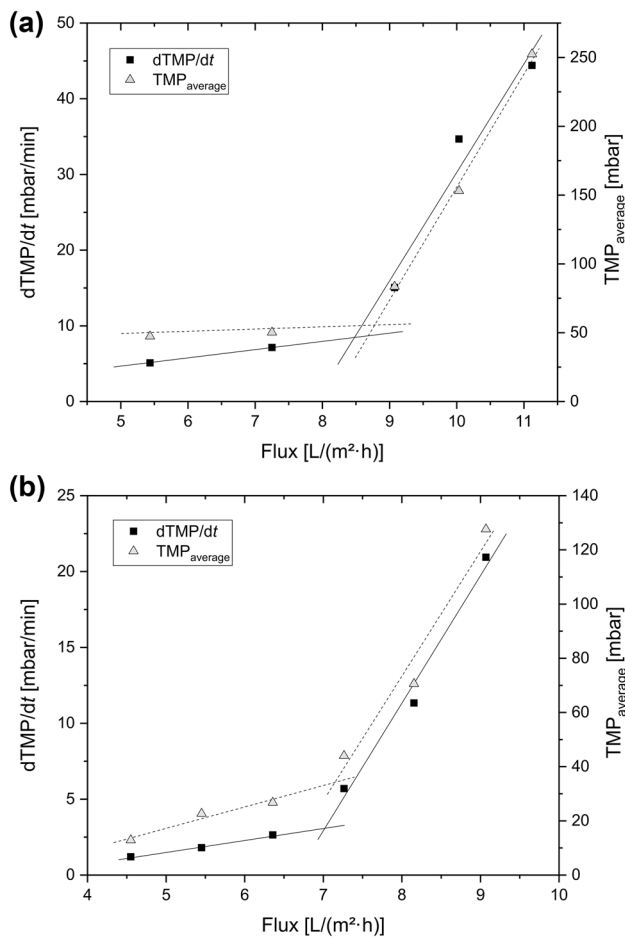 (a)
50
40
30
20
10
0
dTMP/dt [mbar/min]
dTMP/dt
TMPaverage
250
200
150
100
50
0
TMPaverage [mbar]
5 6 7 8 9 10 11
Flux [L/(m²·h)]
(b)
25
20
15
10
5
0
dTMP/dt [mbar/min]
dTMP/dt
TMPaverage
140
120
100
80
60
40
20
0
TMPaverage [mbar]
4 5 6 7 8 9 10
Flux [L/(m²·h)]